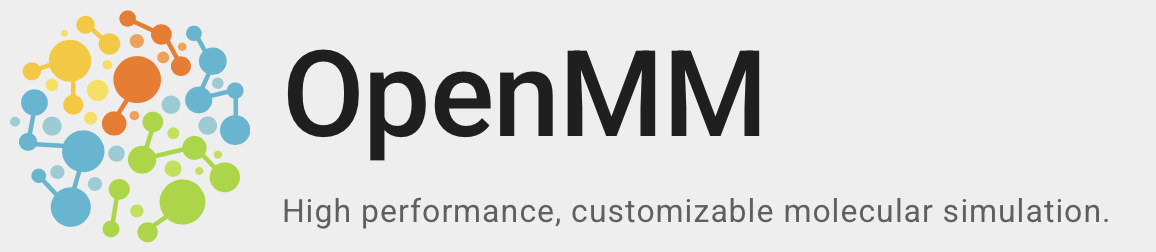 OpenMM
High performance, customizable molecular simulation.